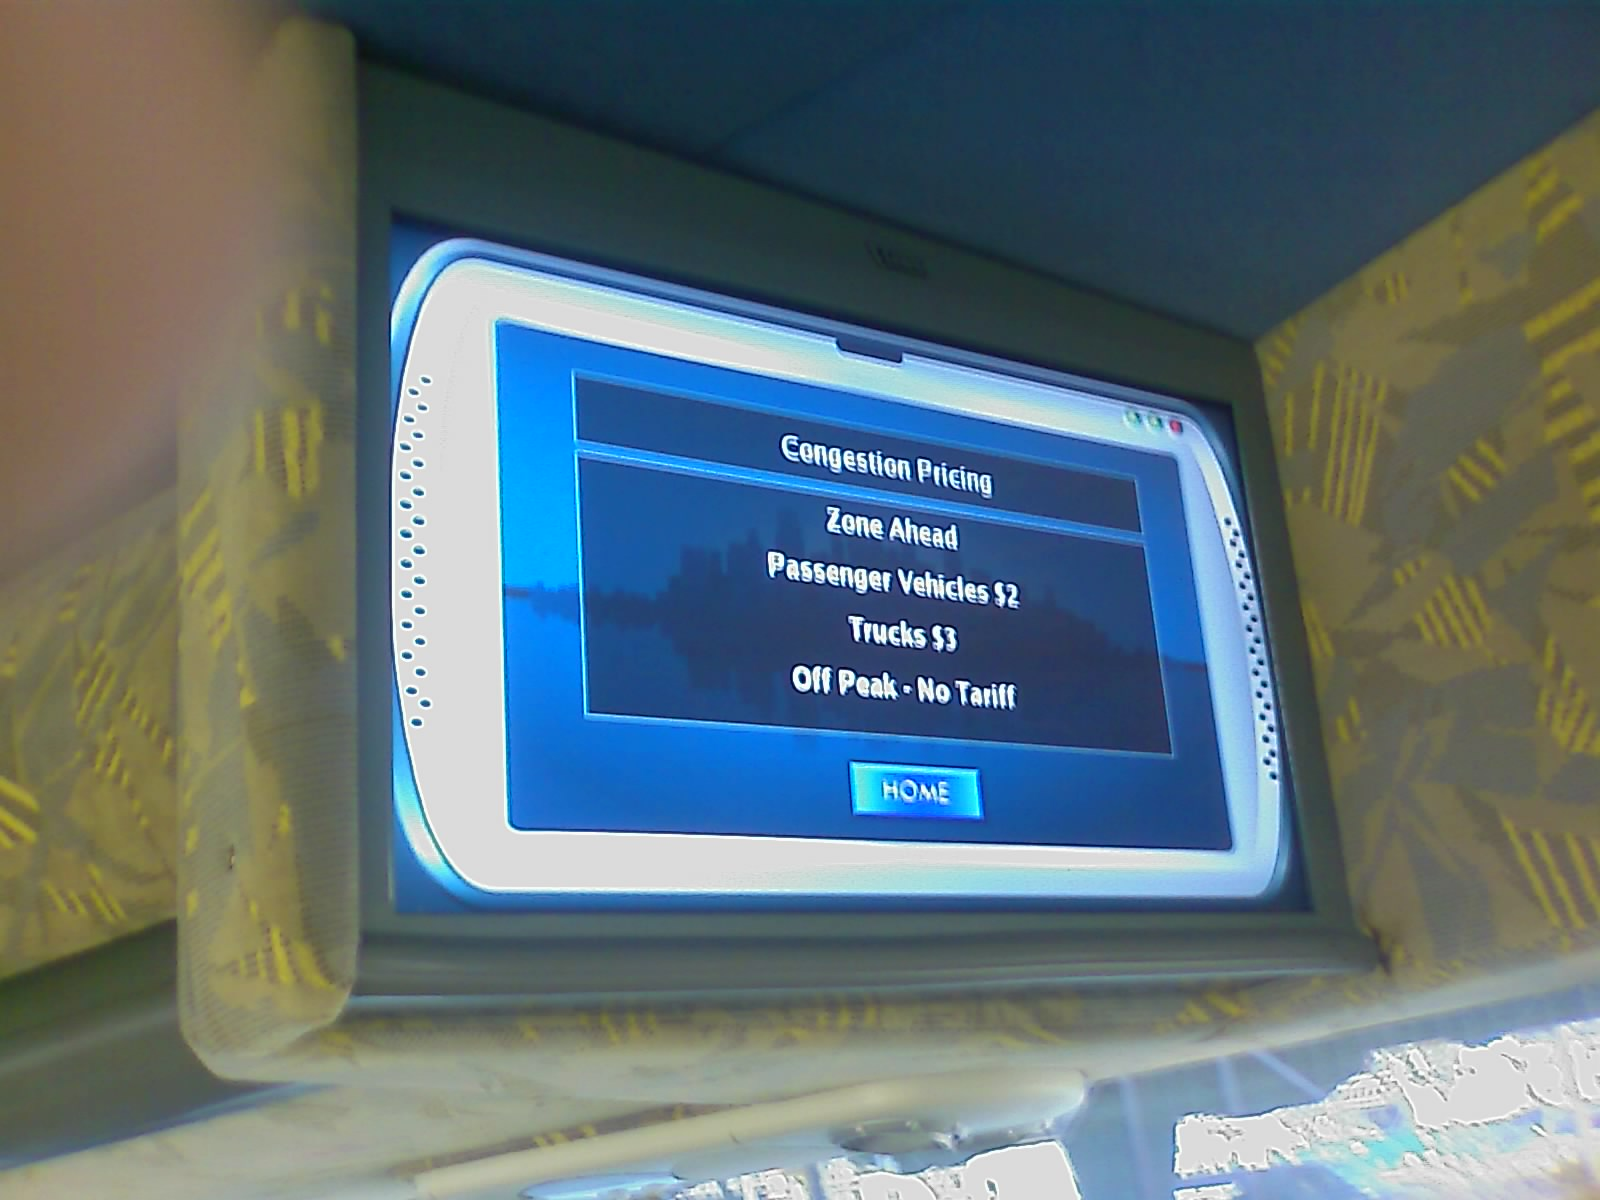 Congestion Pricing
Zone Ahead
Passenger Vehicles $2
Trucks $3
Off Peak - No Tariff
HOME